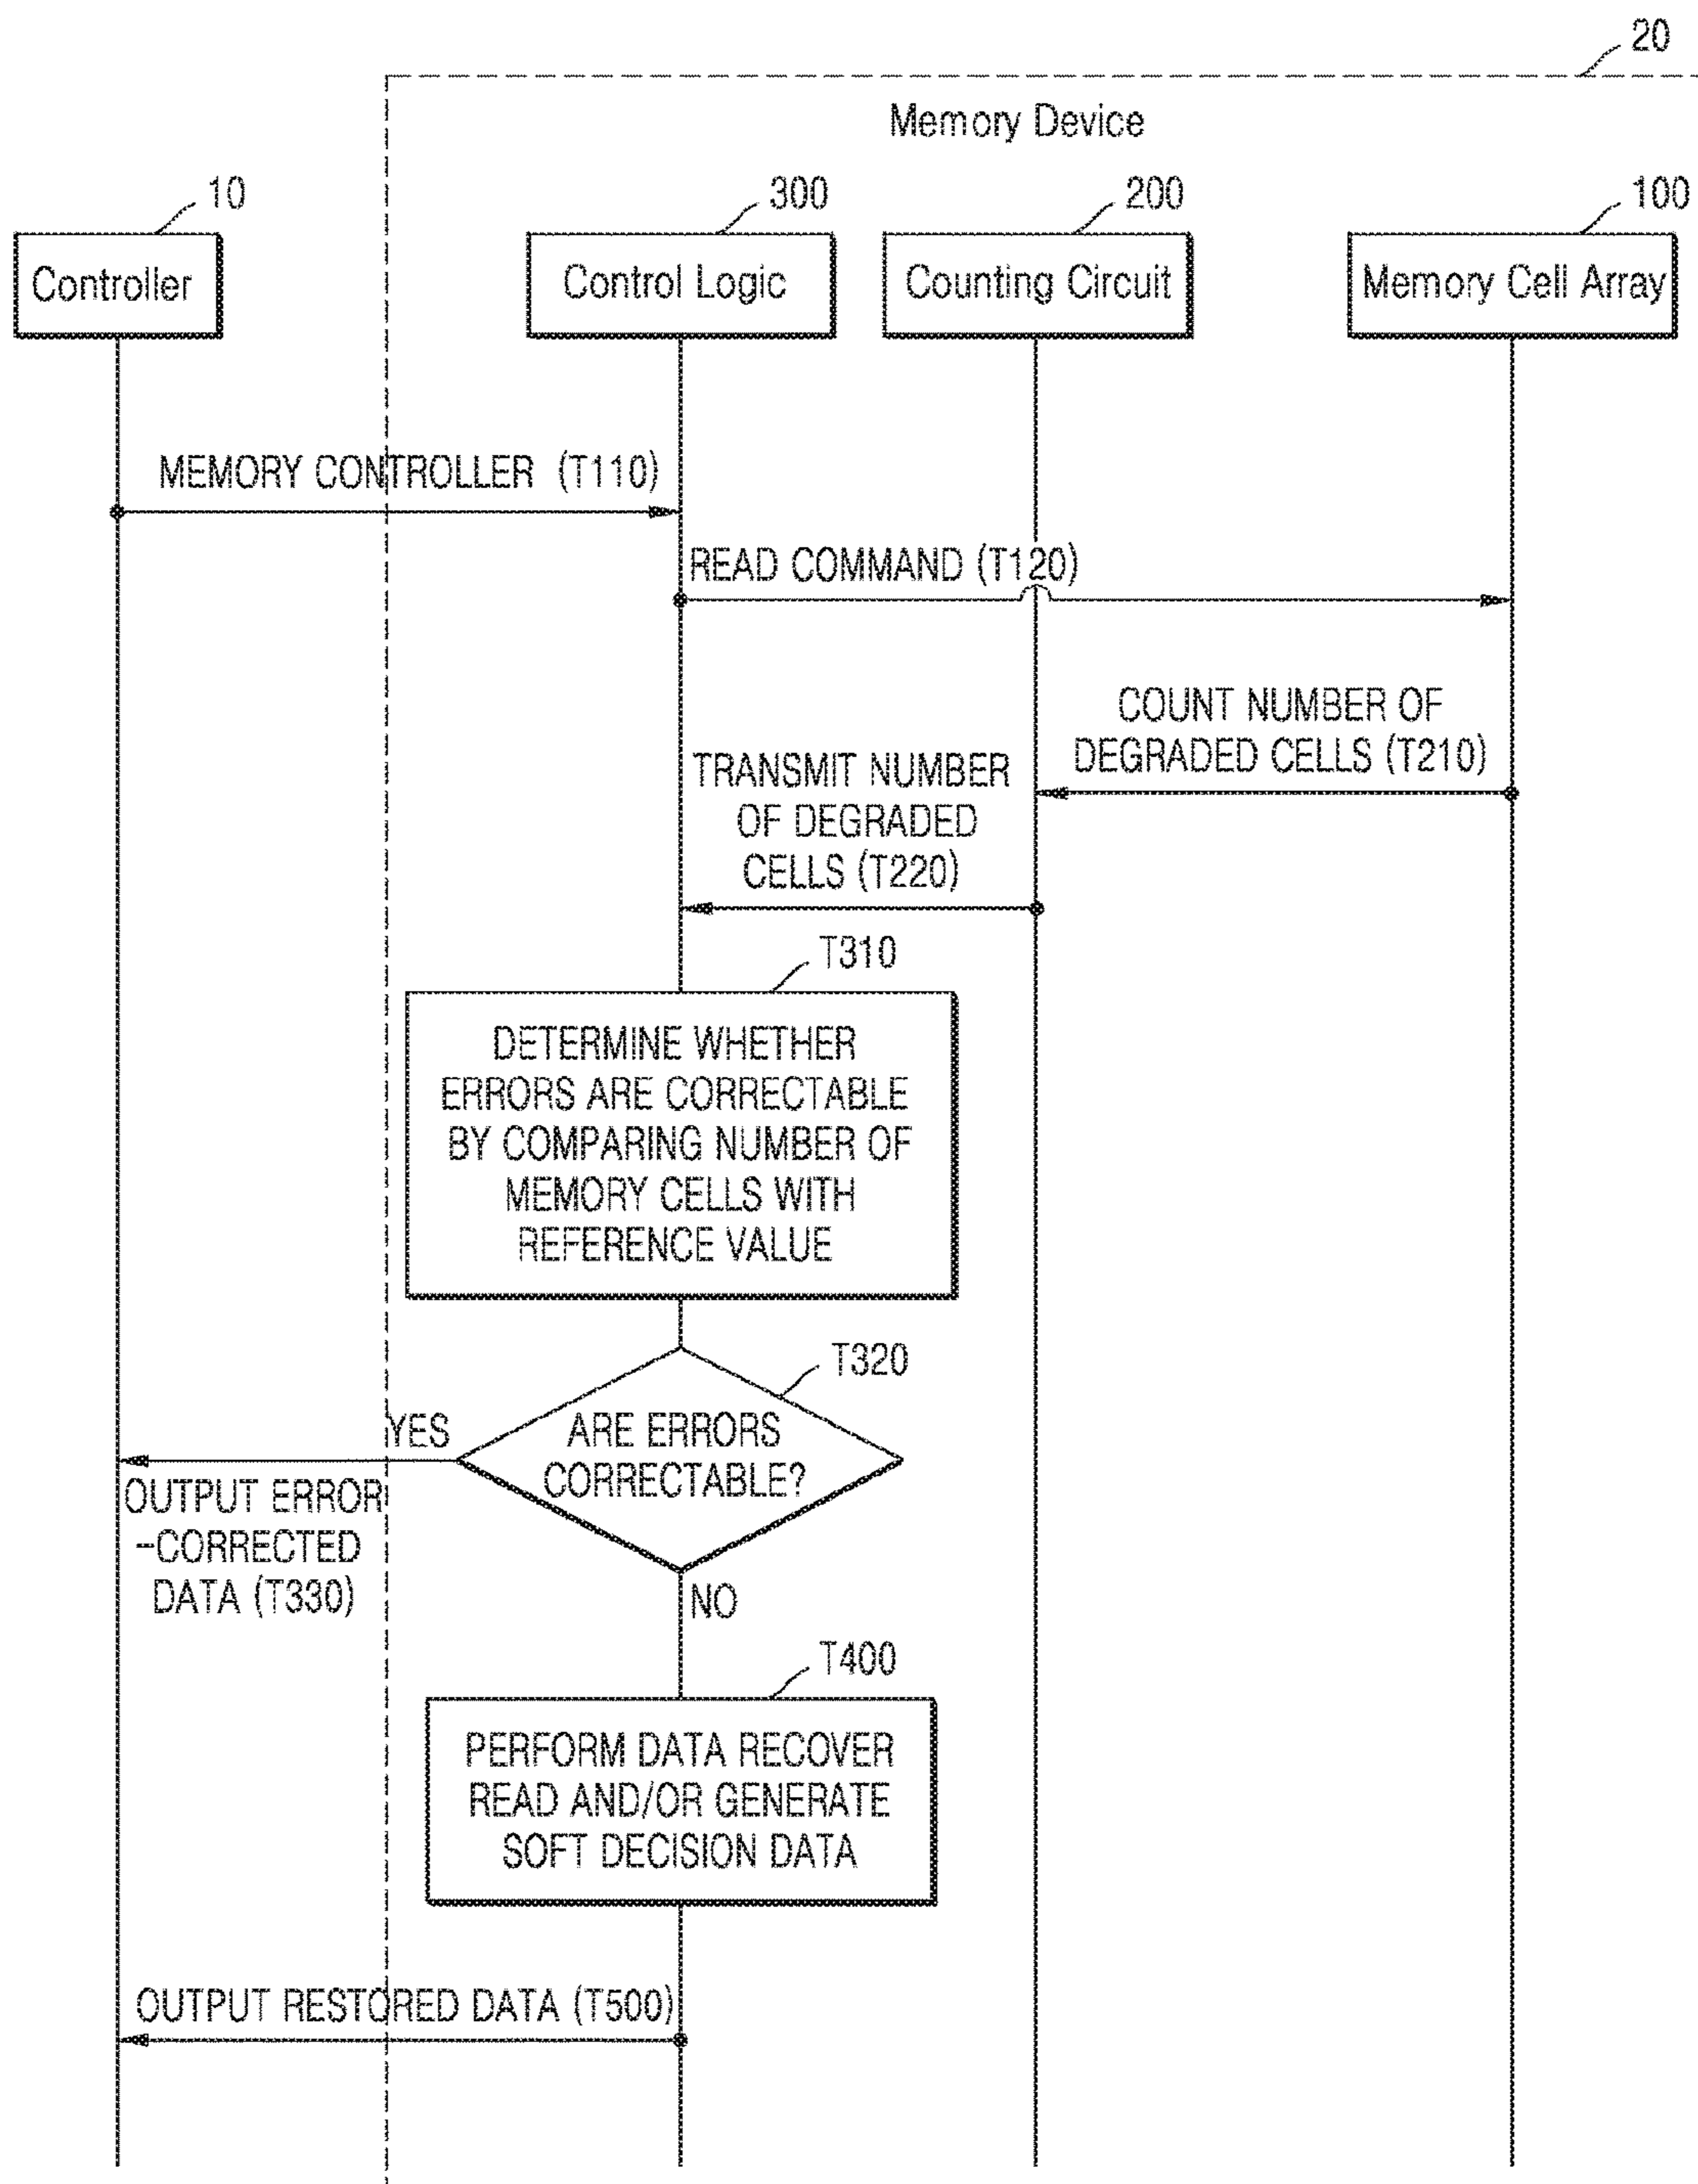 20
Memory Device
10
300
200
100
Controller
Control Logic
Counting Circuit
Memory Cell Array
MEMORY CONTROLLER (T110)
READ COMMAND (T120)
COUNT NUMBER OF
DEGRADED CELLS (T210)
TRANSMIT NUMBER
OF DEGRADED
CELLS (T220)
T310
DETERMINE WHETHER
ERRORS ARE CORRECTABLE
BY COMPARING NUMBER OF
MEMORY CELLS WITH
REFERENCE VALUE
T320
YES
ARE ERRORS
CORRECTABLE?
OUTPUT ERROR
-CORRECTED
DATA (T330)
NO
T400
PERFORM DATA RECOVER
READ AND/OR GENERATE
SOFT DECISION DATA
OUTPUT RESTORED DATA (T500)